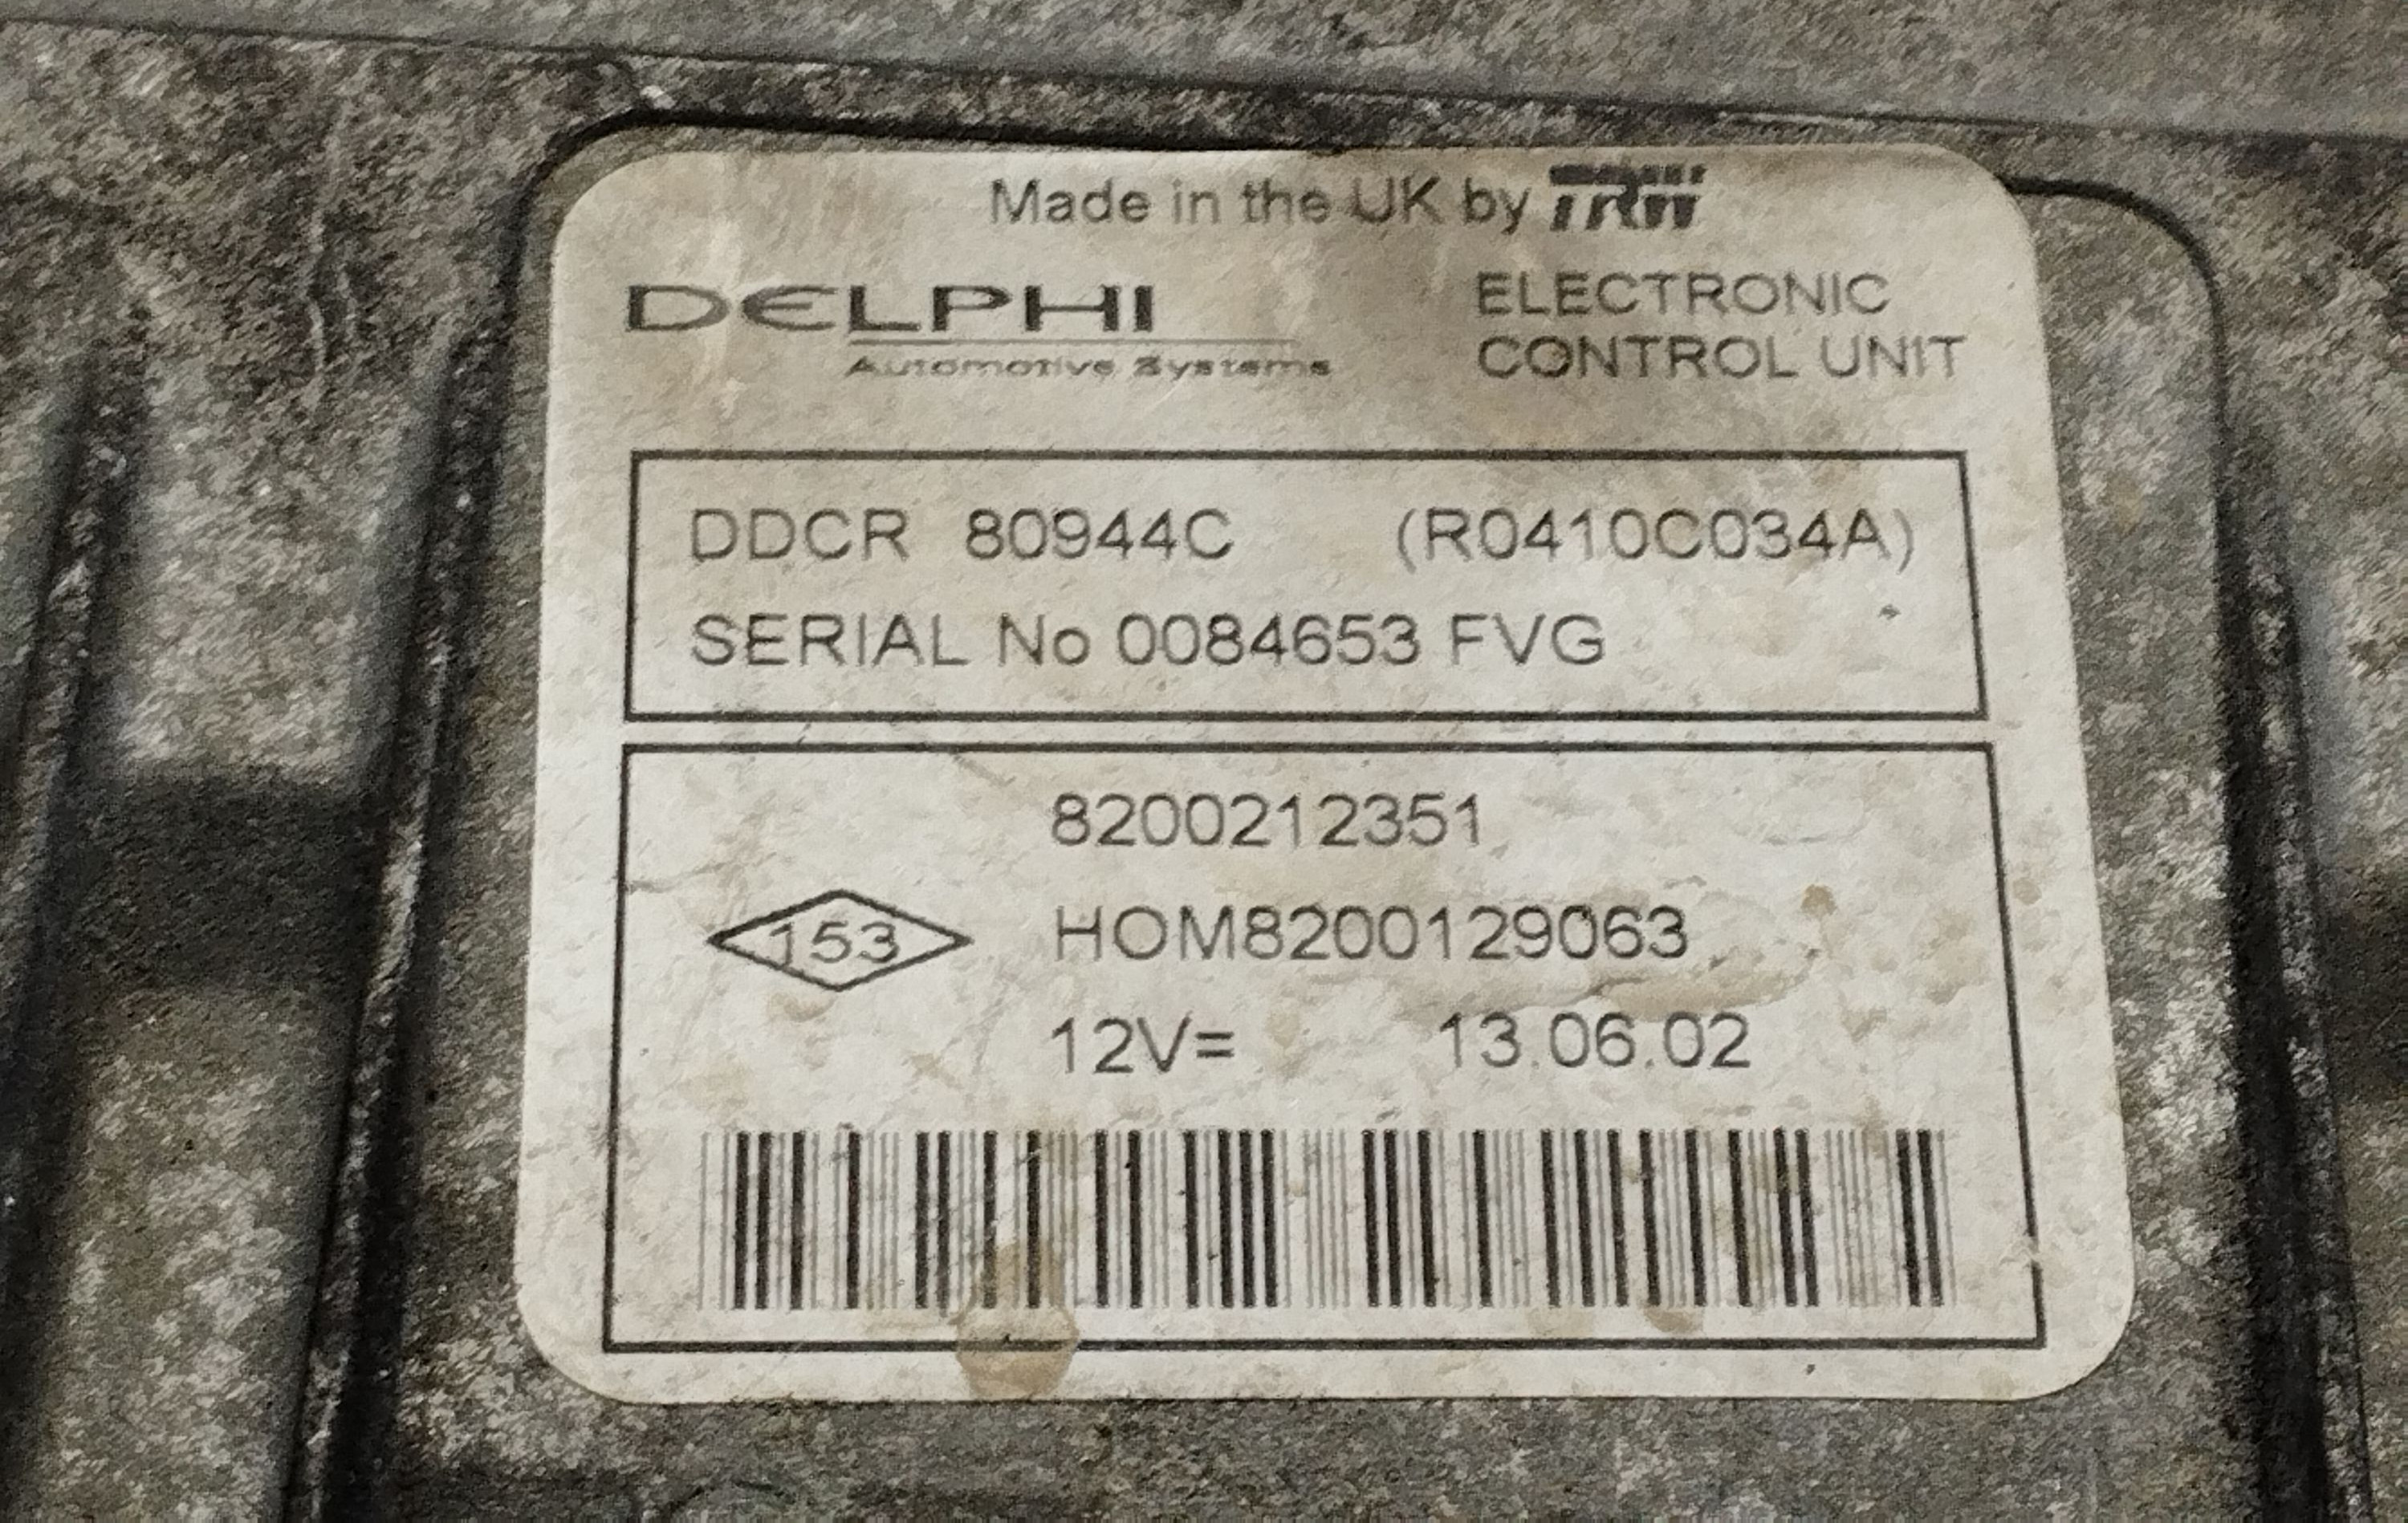 Made in the UK by TRW
DELPHI
Automotive Systems
ELECTRONIC
CONTROL UNIT
DDCR 80944C (R0410C034A)
SERIAL No 0084653 FVG
8200212351
153 HOM8200129063
12V= 13.06.02